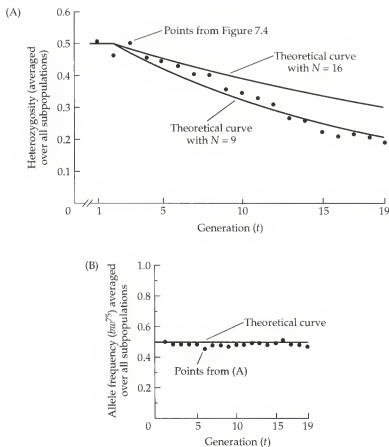 (A)
0.6
0.5
0.4
0.3
0.2
0.1
0
Heterozygosity (averaged
over all subpopulations)
Points from Figure 7.4
Theoretical curve
with N = 16
Theoretical curve
with N = 9
1
5
10
15
19
Generation (t)
(B)
1.0
0.8
0.6
0.4
0.2
0
Allele frequency (bw⁷⁵) averaged
over all subpopulations
Theoretical curve
Points from (A)
5
10
15
19
Generation (t)